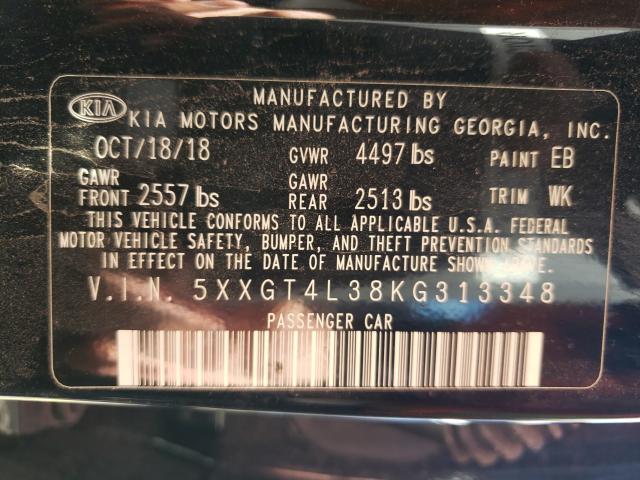 MANUFACTURED BY
KIA KIA MOTORS MANUFACTURING GEORGIA, INC.
OCT/18/18 GVWR 4497 lbs PAINT EB
GAWR FRONT 2557 lbs GAWR REAR 2513 lbs TRIM WK
THIS VEHICLE CONFORMS TO ALL APPLICABLE U.S.A. FEDERAL
MOTOR VEHICLE SAFETY, BUMPER, AND THEFT PREVENTION STANDARDS
IN EFFECT ON THE DATE OF MANUFACTURE SHOWN ABOVE.
V.I.N. 5XXGT4L38KG313348
PASSENGER CAR